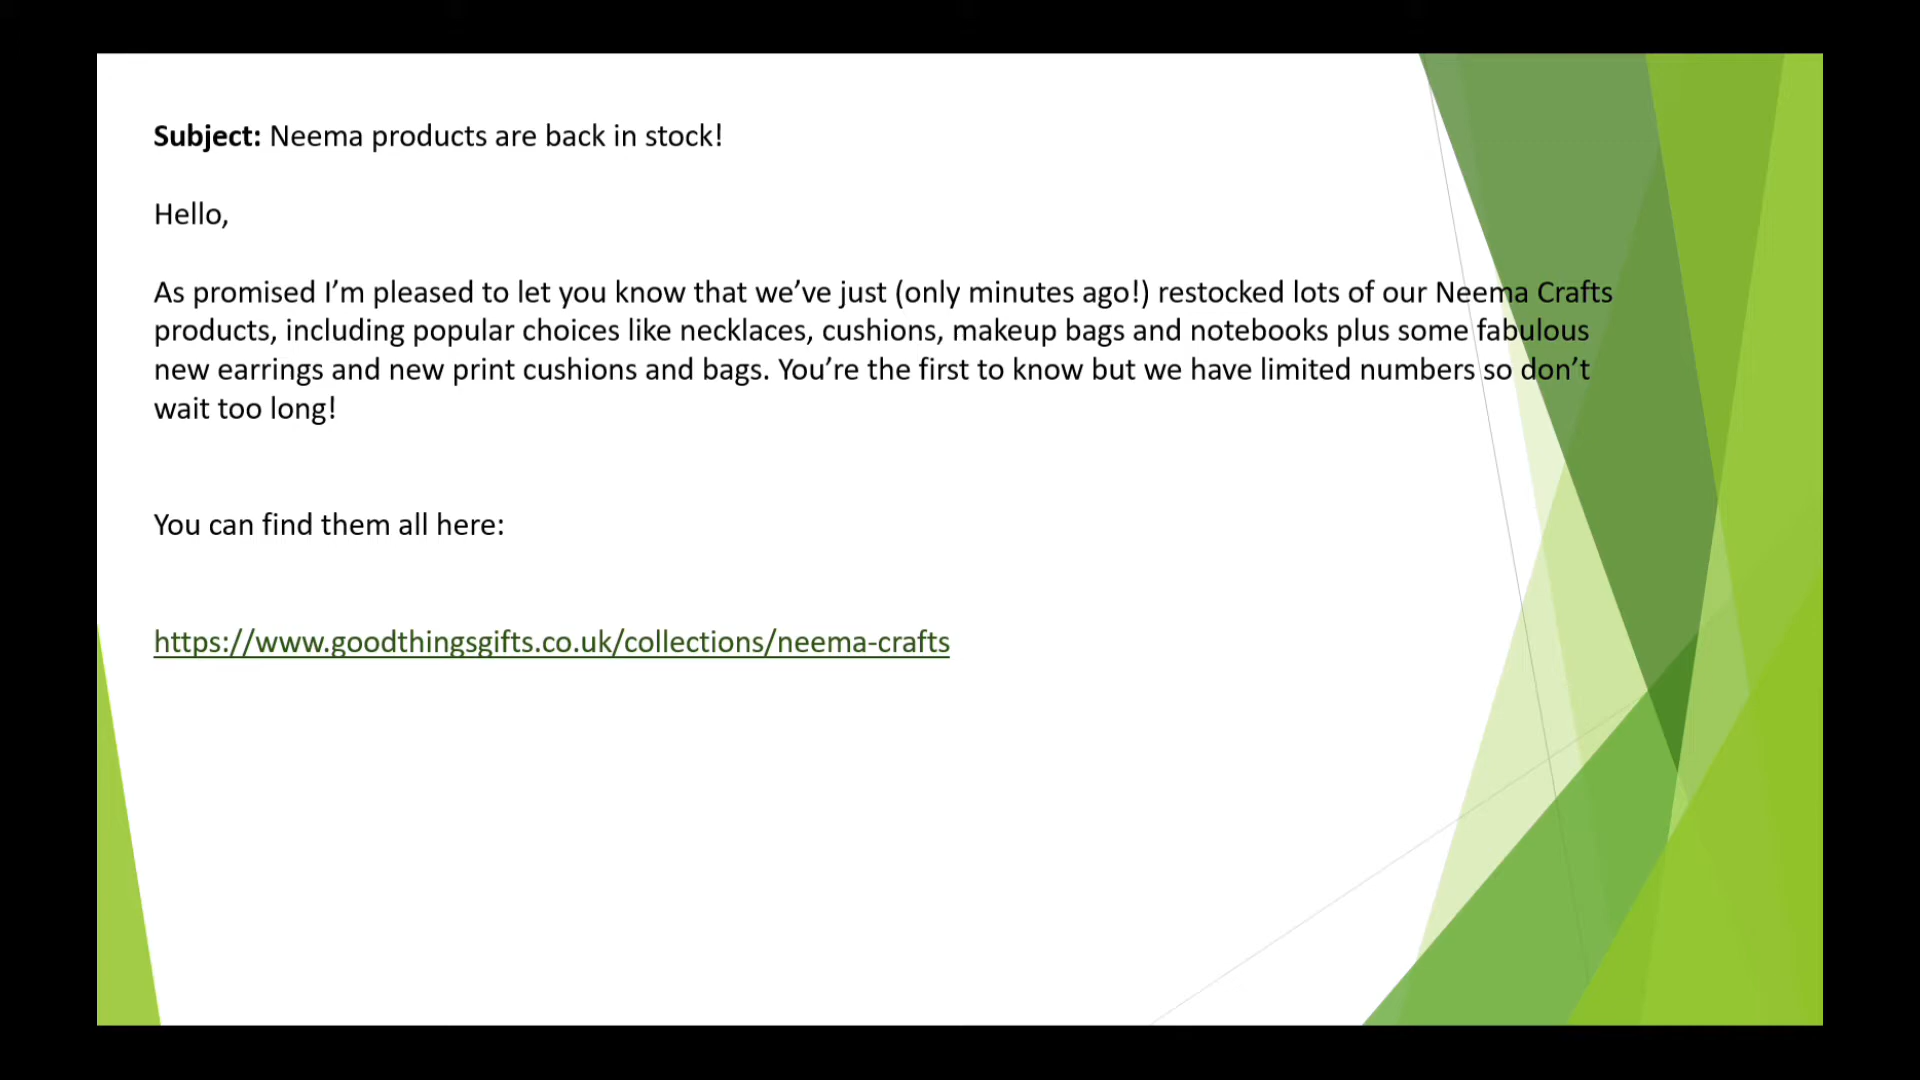 Subject: Neema products are back in stock!
Hello,
As promised I’m pleased to let you know that we’ve just (only minutes ago!) restocked lots of our Neema Crafts
products, including popular choices like necklaces, cushions, makeup bags and notebooks plus some fabulous
new earrings and new print cushions and bags. You’re the first to know but we have limited numbers so don’t
wait too long!
You can find them all here:
https://www.goodthingsgifts.co.uk/collections/neema-crafts